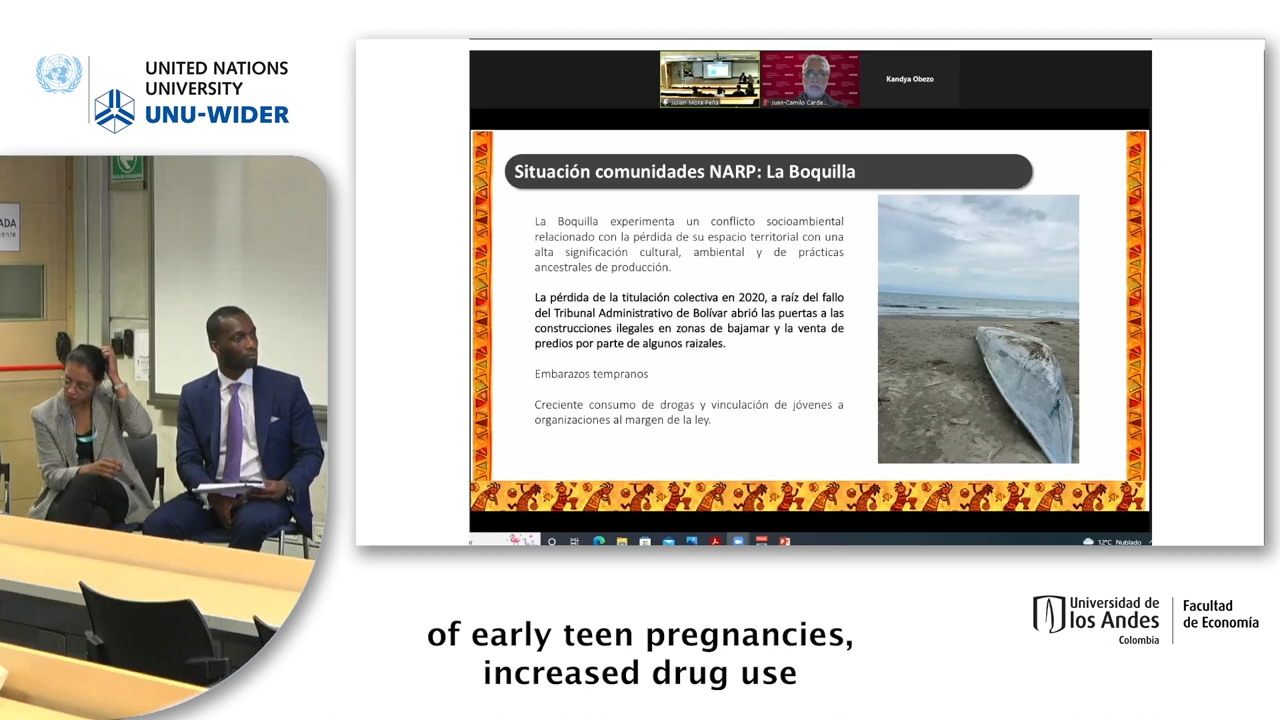 UNITED NATIONS
UNIVERSITY
UNU-WIDER
ADA
Julian Mora Peña
Juan-Camilo Carde...
Kandya Obezo
Situación comunidades NARP: La Boquilla
La Boquilla experimenta un conflicto socioambiental
relacionado con la pérdida de su espacio territorial con una
alta significación cultural, ambiental y de prácticas
ancestrales de producción.
La pérdida de la titulación colectiva en 2020, a raíz del fallo
del Tribunal Administrativo de Bolívar abrió las puertas a las
construcciones ilegales en zonas de bajamar y la venta de
predios por parte de algunos raizales.
Embarazos tempranos
Creciente consumo de drogas y vinculación de jóvenes a
organizaciones al margen de la ley.
12°C Nublado
of early teen pregnancies,
increased drug use
Universidad de
los Andes
Colombia
Facultad
de Economía